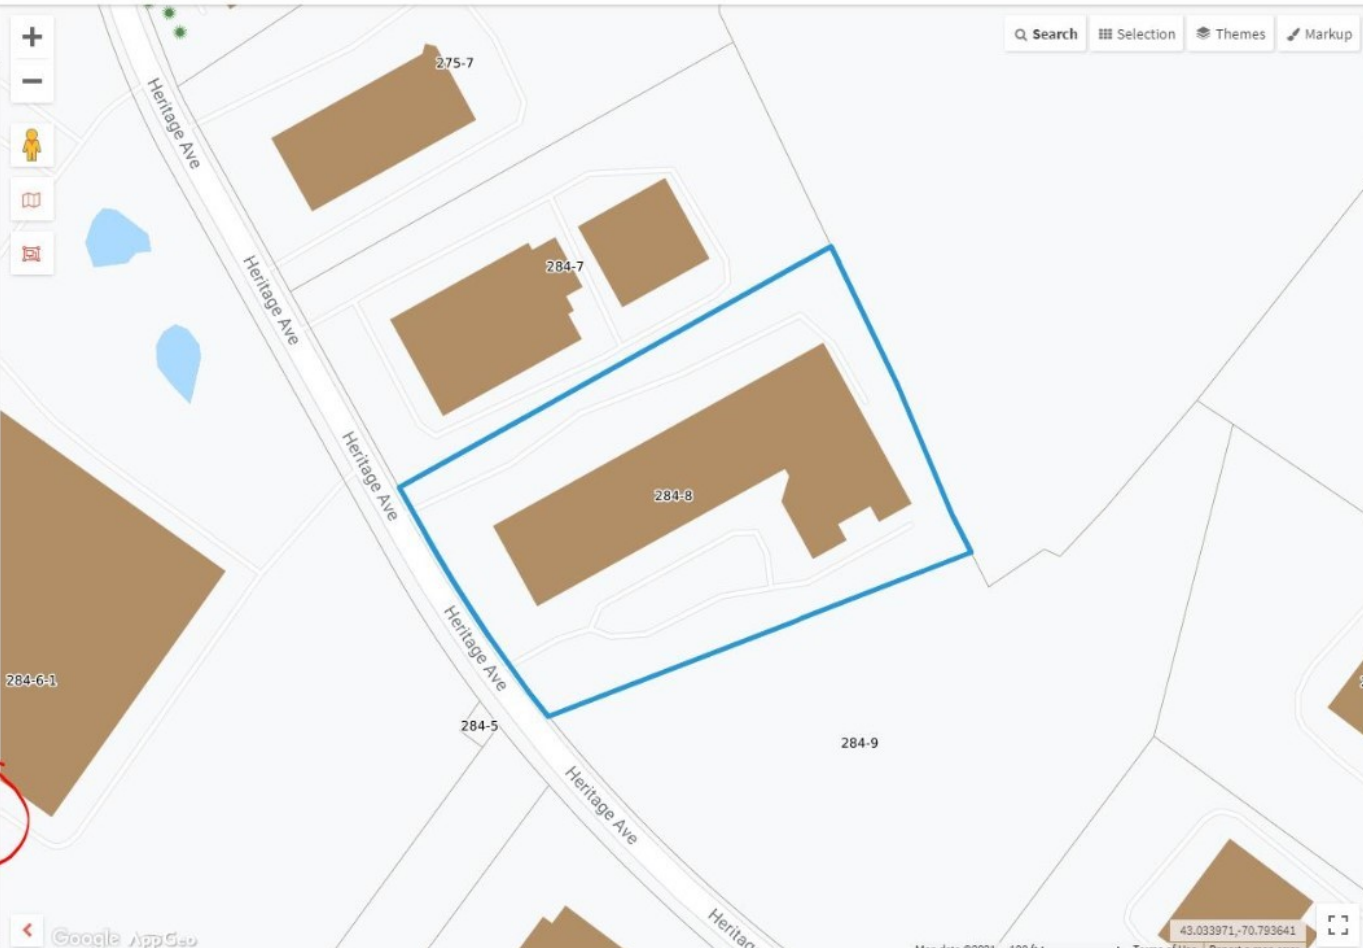 +
Search
Selection
Themes
Markup
−
275-7
Heritage Ave
284-7
Heritage Ave
Heritage Ave
284-8
Heritage Ave
284-6-1
284-5
284-9
Heritage Ave
Heritage
43.033971,-70.793641
Google AppGeo